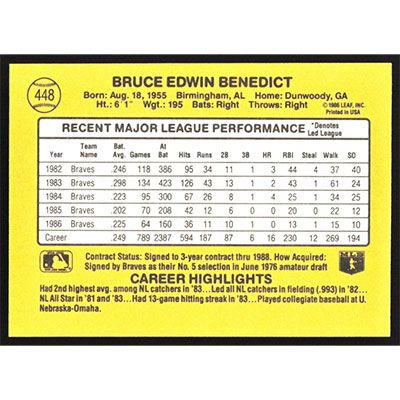 448
BRUCE EDWIN BENEDICT
Born: Aug. 18, 1955 Birmingham, AL Home: Dunwoody, GA
Ht.: 6'1" Wgt.: 195 Bats: Right Throws: Right
© 1986 LEAF, INC.
Printed in USA
RECENT MAJOR LEAGUE PERFORMANCE *Denotes Led League
Year Team Name Bat. Avg. Games At Bat Hits Runs 2B 3B HR RBI Steal Walk SO
1982 Braves .246 118 386 95 34 11 1 3 44 4 37 40
1983 Braves .298 134 423 126 43 13 1 2 43 1 61 24
1984 Braves .223 95 300 67 26 8 1 4 25 1 34 25
1985 Braves .202 70 208 42 12 6 0 0 20 0 22 12
1986 Braves .225 64 160 36 11 10 1 0 13 1 15 10
Career .249 789 2387 594 187 87 6 16 230 12 269 194
Contract Status: Signed to 3-year contract thru 1988. How Acquired:
Signed by Braves as their No. 5 selection in June 1976 amateur draft
CAREER HIGHLIGHTS
Had 2nd highest avg. among NL catchers in '83...Led all NL catchers in fielding (.993) in '82...
NL All Star in '81 and '83...Had 13-game hitting streak in '83...Played collegiate baseball at U.
Nebraska-Omaha.